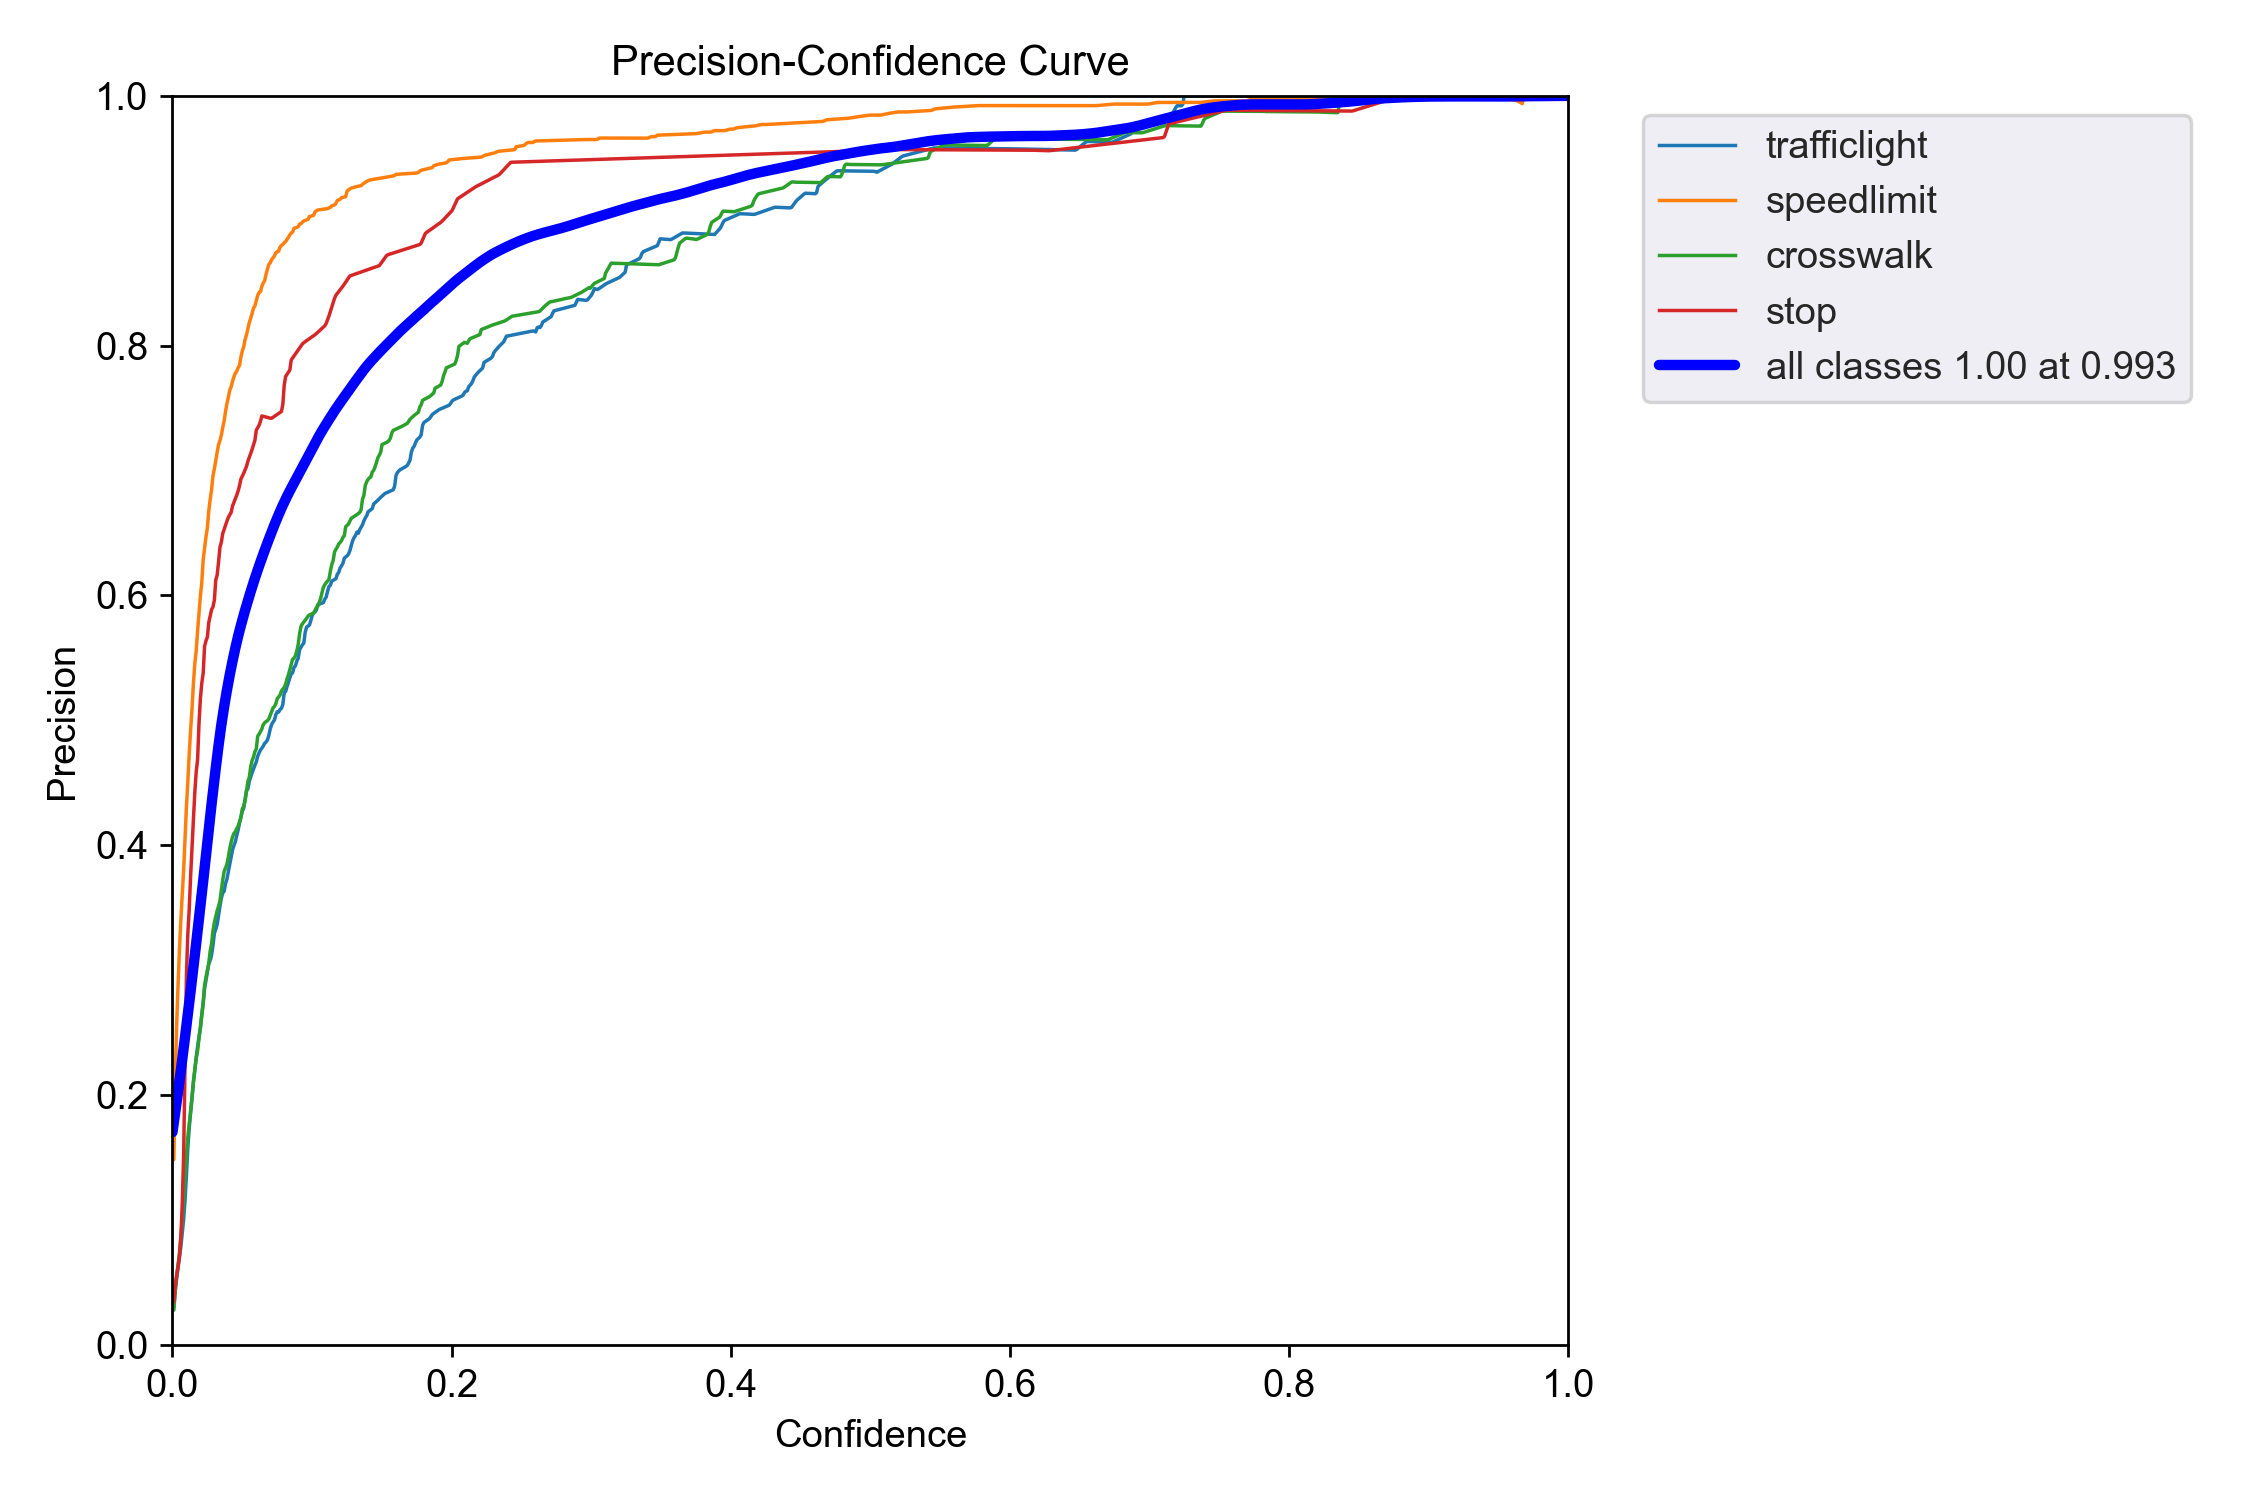 Precision-Confidence Curve
1.0
0.8
0.6
0.4
0.2
0.0
Precision
0.0 0.2 0.4 0.6 0.8 1.0
Confidence
trafficlight
speedlimit
crosswalk
stop
all classes 1.00 at 0.993